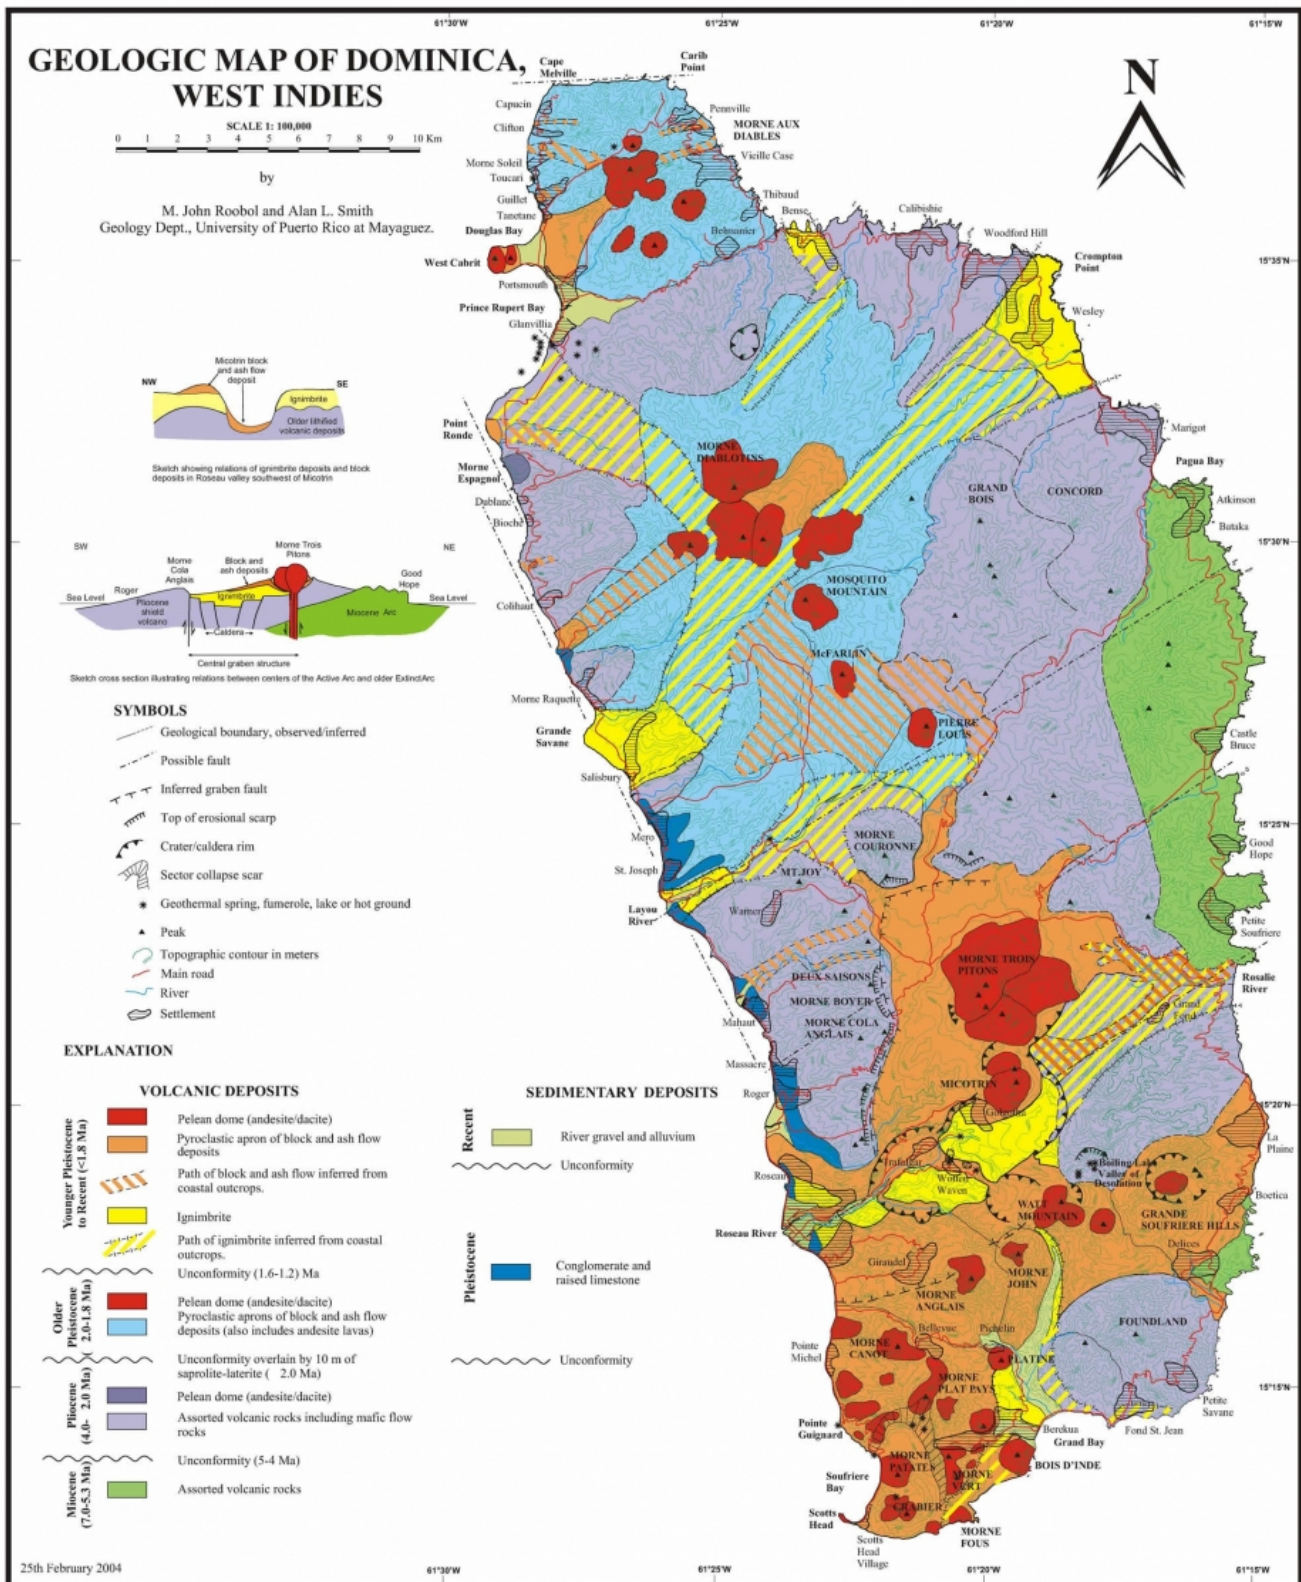 GEOLOGIC MAP OF DOMINICA,
WEST INDIES
SCALE 1: 100,000
0 1 2 3 4 5 6 7 8 9 10 Km
by
M. John Roobol and Alan L. Smith
Geology Dept., University of Puerto Rico at Mayaguez.
61°30'W
61°25'W
61°20'W
61°15'W
N
Cape
Melville
Carib
Point
Capucin
Pennville
Clifton
MORNE AUX
DIABLES
Vieille Case
Morne Soleil
Toucari
Guillet
Thibaud
Tanetane
Bense
Calibishie
Douglas Bay
Belmanier
Woodford Hill
Crompton
Point
West Cabrit
15°35'N
Portsmouth
Prince Rupert Bay
Wesley
Glanvillia
Micotrin block
and ash flow
deposit
NW
SE
Ignimbrite
Older lithified
volcanic deposits
Sketch showing relations of ignimbrite deposits and block
deposits in Roseau valley southwest of Micotrin
Point
Ronde
Marigot
MORNE
DIABLOTINS
Pagua Bay
Morne
Espagnol
GRAND
BOIS
CONCORD
Atkinson
Dublanc
Bataka
Bioche
15°30'N
SW
NE
Morne
Cola
Anglais
Block and
ash deposits
Morne Trois
Pitons
Good
Hope
Roger
Sea Level
Ignimbrite
Sea Level
Pliocene
shield
volcano
Miocene Arc
Caldera
Central graben structure
Sketch cross section illustrating relations between centers of the Active Arc and older Extinct Arc
MOSQUITO
MOUNTAIN
Colihaut
McFARLIN
Morne Raquette
PIERRE
LOUIS
Grande
Savane
Castle
Bruce
Salisbury
15°25'N
Mero
MORNE
COURONNE
Good
Hope
St. Joseph
MT.JOY
Layou
River
Warner
Petite
Soufriere
MORNE TROIS
PITONS
DEUX SAISONS
Rosalie
River
MORNE BOYER
Grand
Fond
Mahaut
MORNE COLA
ANGLAIS
Massacre
MICOTRIN
Roger
15°20'N
La
Plaine
Trafalgar
Roseau
Wotten
Waven
Boiling Lake
Valley of
Desolation
Boetica
WATT
MOUNTAIN
GRANDE
SOUFRIERE HILLS
Roseau River
Delices
Giraudel
MORNE
JOHN
MORNE
ANGLAIS
FOUNDLAND
Bellevue
Pichelin
Pointe
Michel
MORNE
CANOT
PLATINE
MORNE
PLAT PAYS
15°15'N
Petite
Savane
Pointe
Guignard
Berekua
Grand Bay
Fond St. Jean
MORNE
PATATES
BOIS D'INDE
Soufriere
Bay
MORNE
VERT
CRABIER
Scotts
Head
MORNE
FOUS
Scotts
Head
Village
SYMBOLS
Geological boundary, observed/inferred
Possible fault
Inferred graben fault
Top of erosional scarp
Crater/caldera rim
Sector collapse scar
Geothermal spring, fumerole, lake or hot ground
Peak
Topographic contour in meters
Main road
River
Settlement
EXPLANATION
VOLCANIC DEPOSITS
Younger Pleistocene
to Recent (<1.8 Ma)
Pelean dome (andesite/dacite)
Pyroclastic apron of block and ash flow
deposits
Path of block and ash flow inferred from
coastal outcrops.
Ignimbrite
Path of ignimbrite inferred from coastal
outcrops.
Unconformity (1.6-1.2) Ma
Older
Pleistocene
( 2.0-1.8 Ma)
Pelean dome (andesite/dacite)
Pyroclastic aprons of block and ash flow
deposits (also includes andesite lavas)
Unconformity overlain by 10 m of
saprolite-laterite ( 2.0 Ma)
Pliocene
(4.0- 2.0 Ma)
Pelean dome (andesite/dacite)
Assorted volcanic rocks including mafic flow
rocks
Unconformity (5-4 Ma)
Miocene
(7.0-5.3 Ma)
Assorted volcanic rocks
SEDIMENTARY DEPOSITS
Recent
River gravel and alluvium
Unconformity
Pleistocene
Conglomerate and
raised limestone
Unconformity
25th February 2004
61°30'W
61°25'W
61°20'W
61°15'W